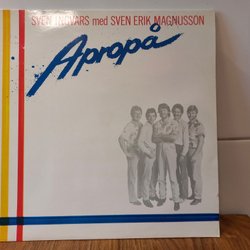 SVEN INGVARS med SVEN ERIK MAGNUSSON
Apropå